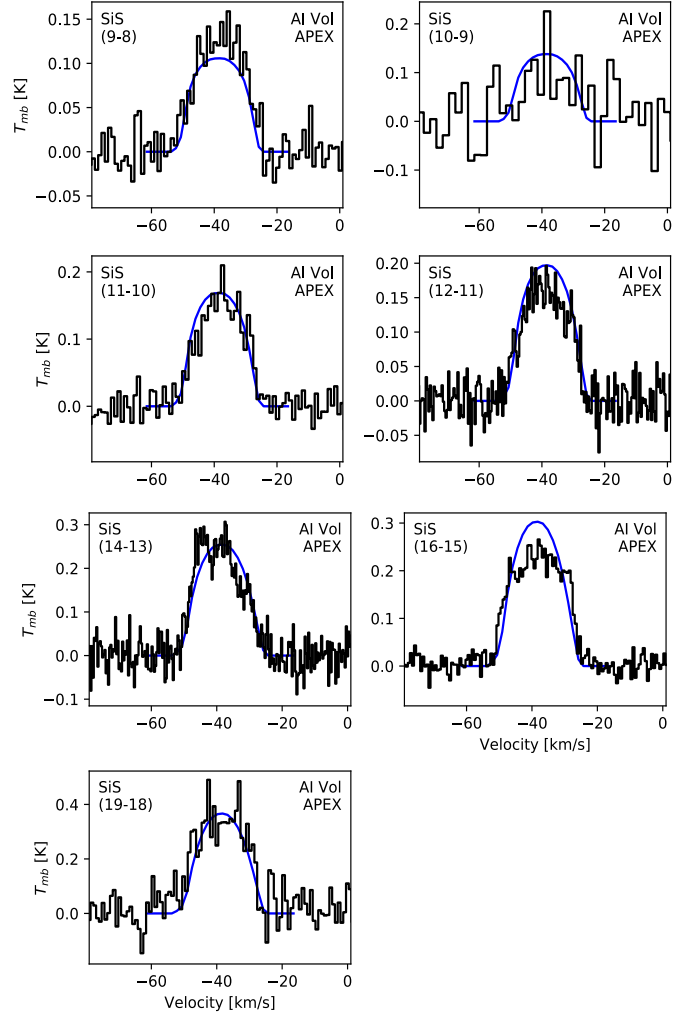 SiS AI Vol
(9-8) APEX
0.15
0.10
0.05
0.00
−0.05
T_mb [K]
−60 −40 −20 0
SiS AI Vol
(10-9) APEX
0.2
0.1
0.0
−0.1
−60 −40 −20 0
SiS AI Vol
(11-10) APEX
0.2
0.1
0.0
T_mb [K]
−60 −40 −20 0
SiS AI Vol
(12-11) APEX
0.20
0.15
0.10
0.05
0.00
−0.05
−60 −40 −20 0
SiS AI Vol
(14-13) APEX
0.3
0.2
0.1
0.0
−0.1
T_mb [K]
−60 −40 −20 0
SiS AI Vol
(16-15) APEX
0.3
0.2
0.1
0.0
−60 −40 −20 0
Velocity [km/s]
SiS AI Vol
(19-18) APEX
0.4
0.2
0.0
T_mb [K]
−60 −40 −20 0
Velocity [km/s]